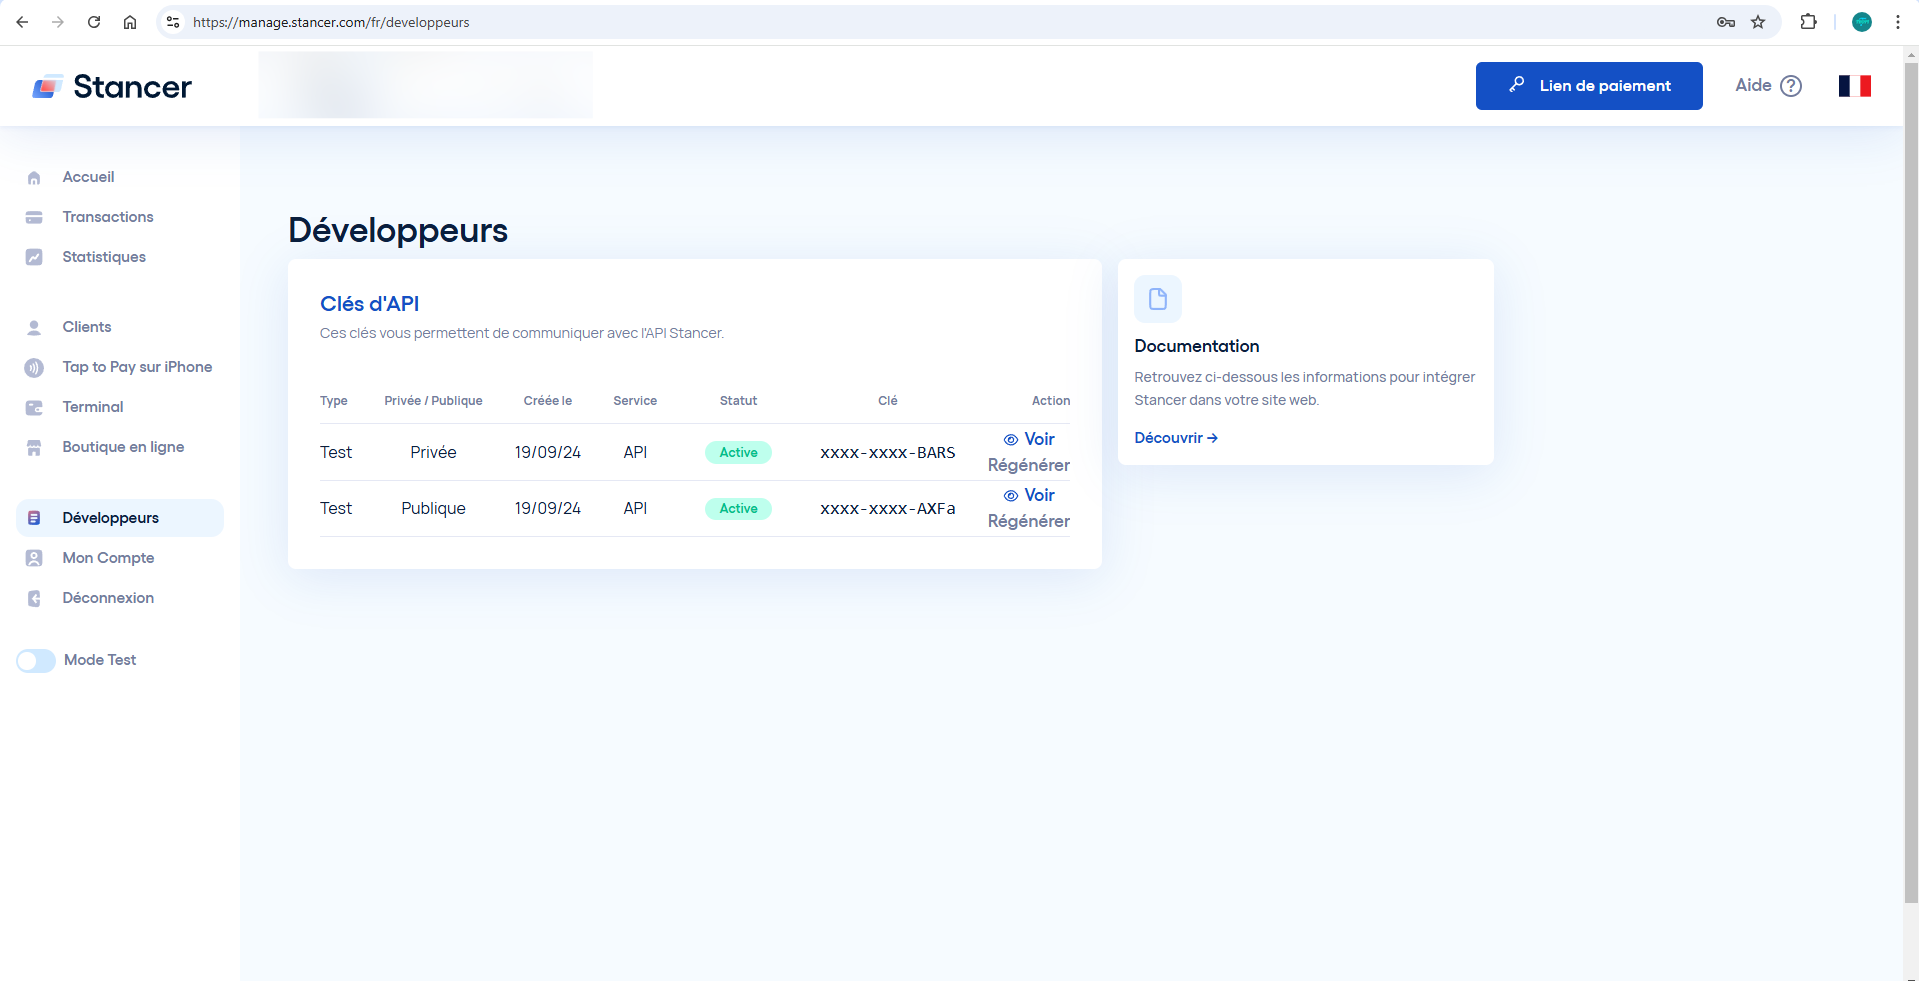 https://manage.stancer.com/fr/developpeurs
Stancer
Lien de paiement
Aide ?
Accueil
Transactions
Statistiques
Clients
Tap to Pay sur iPhone
Terminal
Boutique en ligne
Développeurs
Mon Compte
Déconnexion
Mode Test
Développeurs
Clés d'API
Ces clés vous permettent de communiquer avec l'API Stancer.
Type Privée / Publique Créée le Service Statut Clé Action
Test Privée 19/09/24 API Active xxxx-xxxx-BARS Voir
Régénérer
Test Publique 19/09/24 API Active xxxx-xxxx-AXFa Voir
Régénérer
Documentation
Retrouvez ci-dessous les informations pour intégrer
Stancer dans votre site web.
Découvrir →